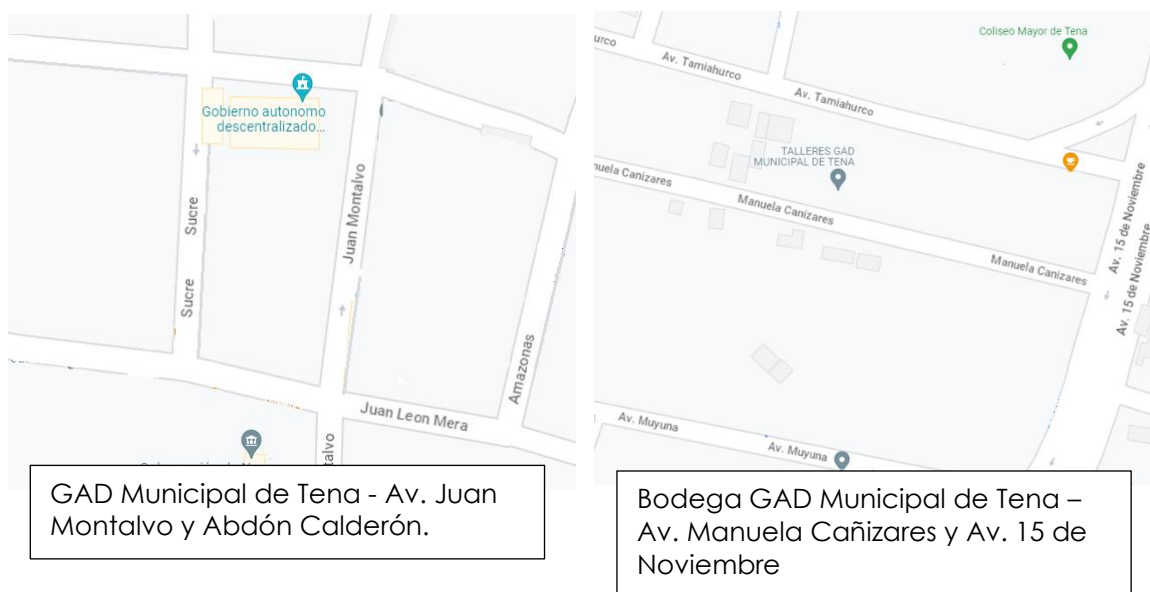 Gobierno autonomo
descentralizado...
Sucre
Sucre
Juan Montalvo
Amazonas
Juan Leon Mera
talvo
GAD Municipal de Tena - Av. Juan
Montalvo y Abdón Calderón.
Coliseo Mayor de Tena
urco
Av. Tamiahurco
Av. Tamiahurco
TALLERES GAD
MUNICIPAL DE TENA
nuela Canizares
Manuela Canizares
Manuela Canizares
Av. 15 de Noviembre
Av. 15 de Noviembre
Av. Muyuna
Av. Muyuna
Bodega GAD Municipal de Tena –
Av. Manuela Cañizares y Av. 15 de
Noviembre